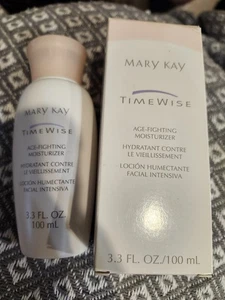 MARY KAY
TIMEWISE
AGE-FIGHTING
MOISTURIZER
HYDRATANT CONTRE
LE VIEILLISSEMENT
LOCIÓN HUMECTANTE
FACIAL INTENSIVA
3.3 FL. OZ.
100 mL
MARY KAY
TIMEWISE
AGE-FIGHTING
MOISTURIZER
HYDRATANT CONTRE
LE VIEILLISSEMENT
LOCIÓN HUMECTANTE
FACIAL INTENSIVA
3.3 FL. OZ./100 mL